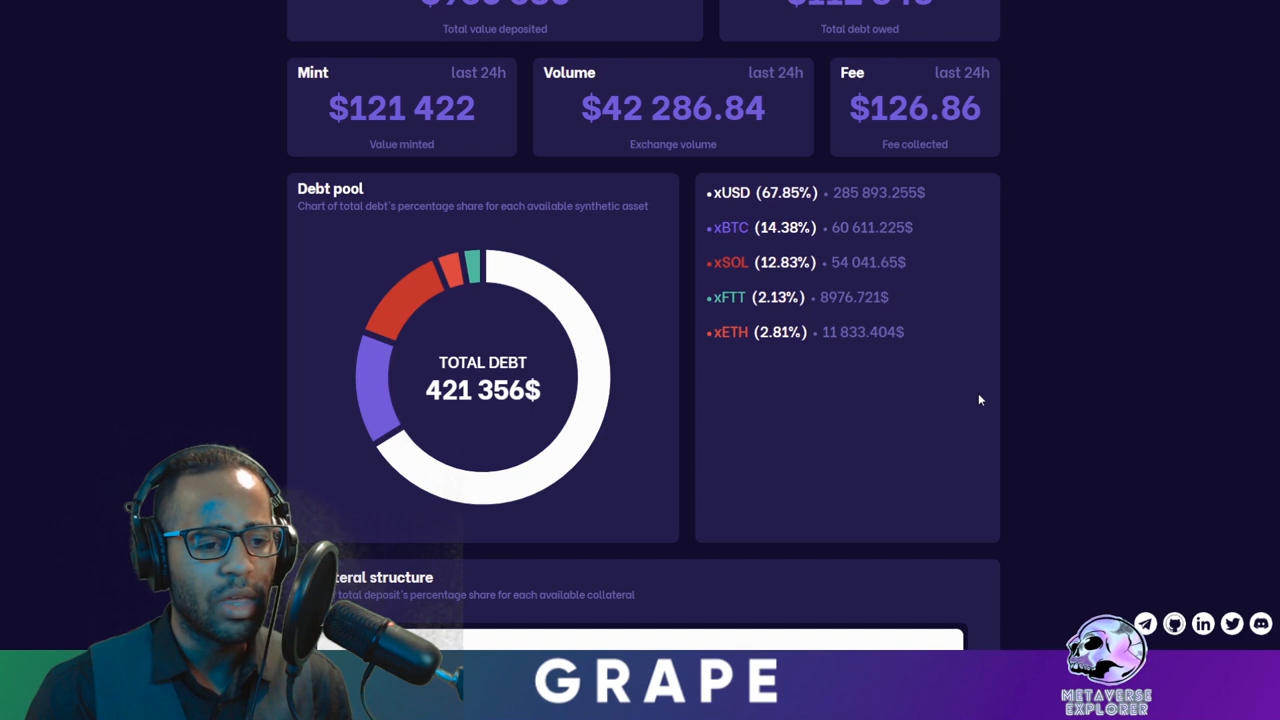 Total value deposited
Total debt owed
Mint last 24h
$121 422
Value minted
Volume last 24h
$42 286.84
Exchange volume
Fee last 24h
$126.86
Fee collected
Debt pool
Chart of total debt's percentage share for each available synthetic asset
TOTAL DEBT
421 356$
•xUSD (67.85%) • 285 893.255$
•xBTC (14.38%) • 60 611.225$
•xSOL (12.83%) • 54 041.65$
•xFTT (2.13%) • 8976.721$
•xETH (2.81%) • 11 833.404$
structure
total deposit's percentage share for each available collateral
GRAPE
METAVERSE
EXPLORER